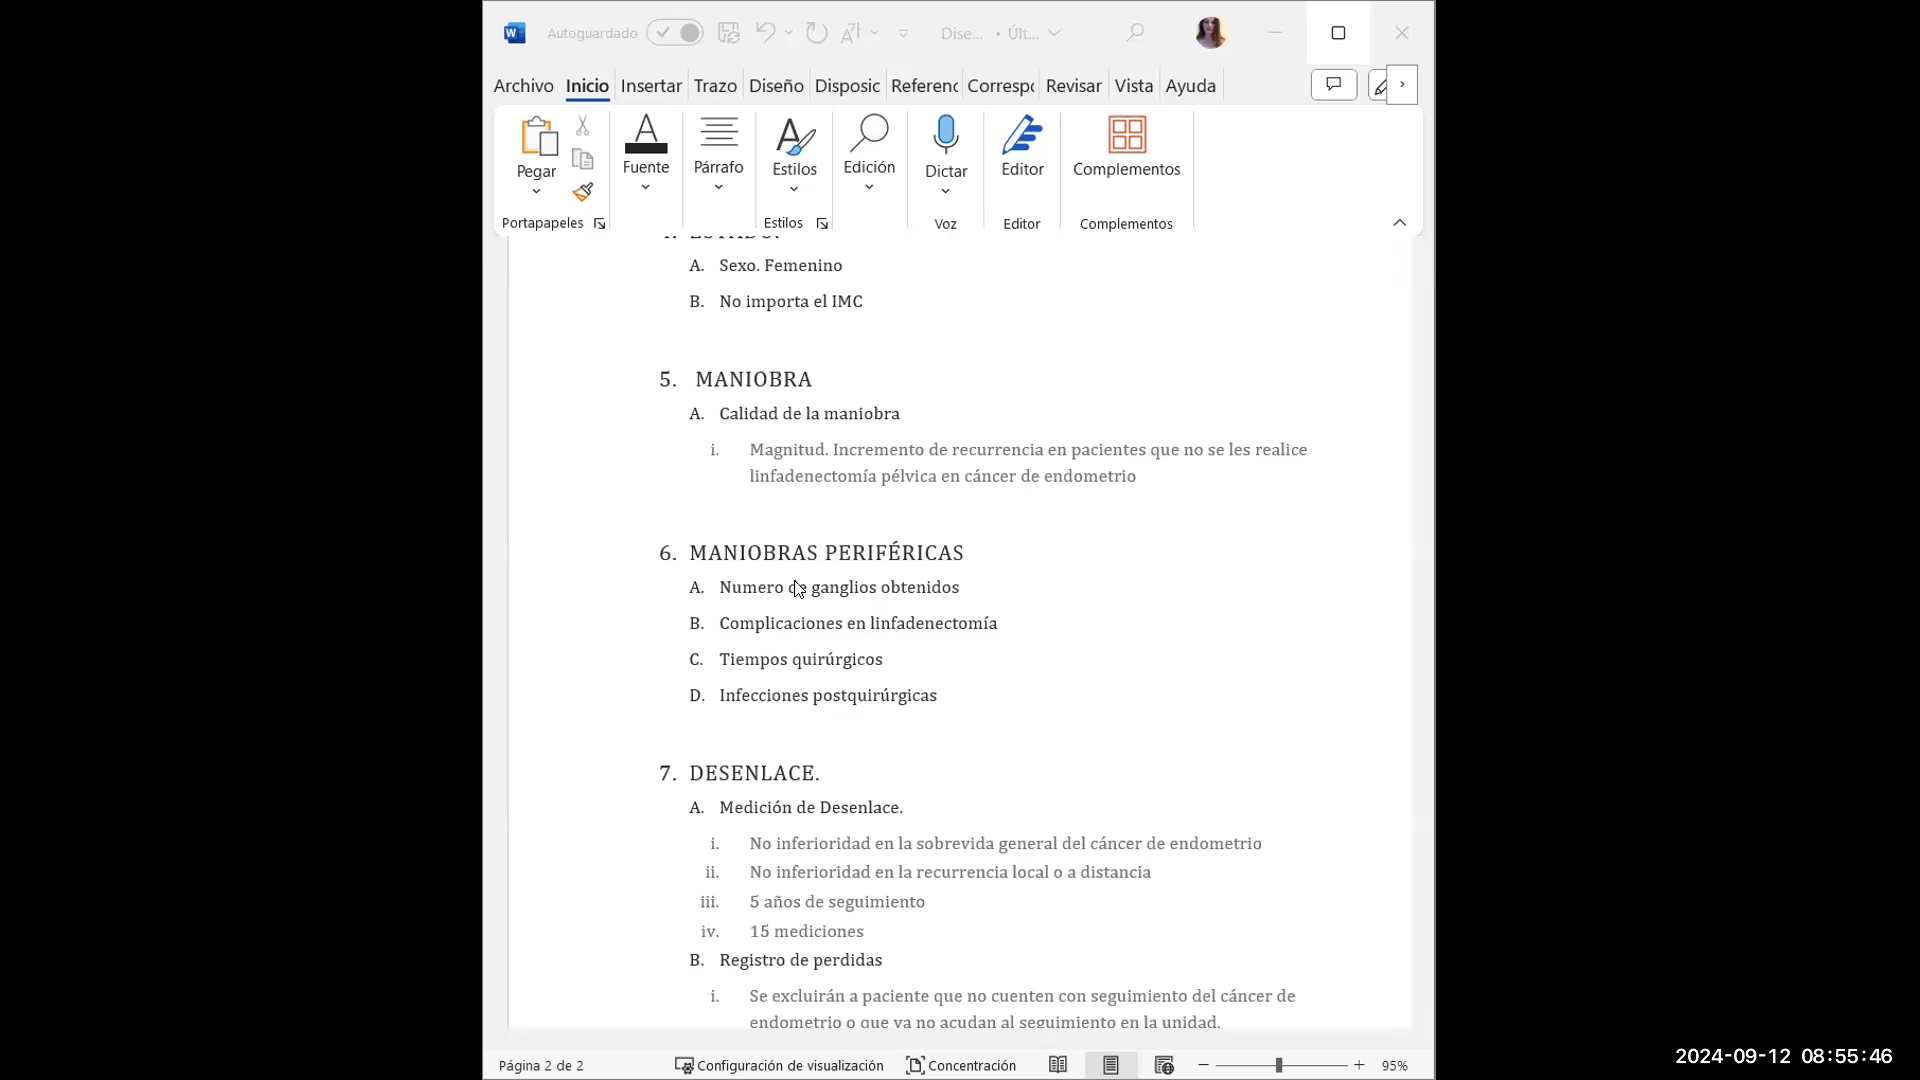 Autoguardado Dise... • Últ...
Archivo Inicio Insertar Trazo Diseño Disposic Referenc Correspo Revisar Vista Ayuda
Pegar Fuente Párrafo Estilos Edición Dictar Editor Complementos
Portapapeles Estilos Voz Editor Complementos
A. Sexo. Femenino
B. No importa el IMC
5. MANIOBRA
A. Calidad de la maniobra
i. Magnitud. Incremento de recurrencia en pacientes que no se les realice
linfadenectomía pélvica en cáncer de endometrio
6. MANIOBRAS PERIFÉRICAS
A. Numero de ganglios obtenidos
B. Complicaciones en linfadenectomía
C. Tiempos quirúrgicos
D. Infecciones postquirúrgicas
7. DESENLACE.
A. Medición de Desenlace.
i. No inferioridad en la sobrevida general del cáncer de endometrio
ii. No inferioridad en la recurrencia local o a distancia
iii. 5 años de seguimiento
iv. 15 mediciones
B. Registro de perdidas
i. Se excluirán a paciente que no cuenten con seguimiento del cáncer de
endometrio o que ya no acudan al seguimiento en la unidad.
Página 2 de 2 Configuración de visualización Concentración 95%
2024-09-12 08:55:46